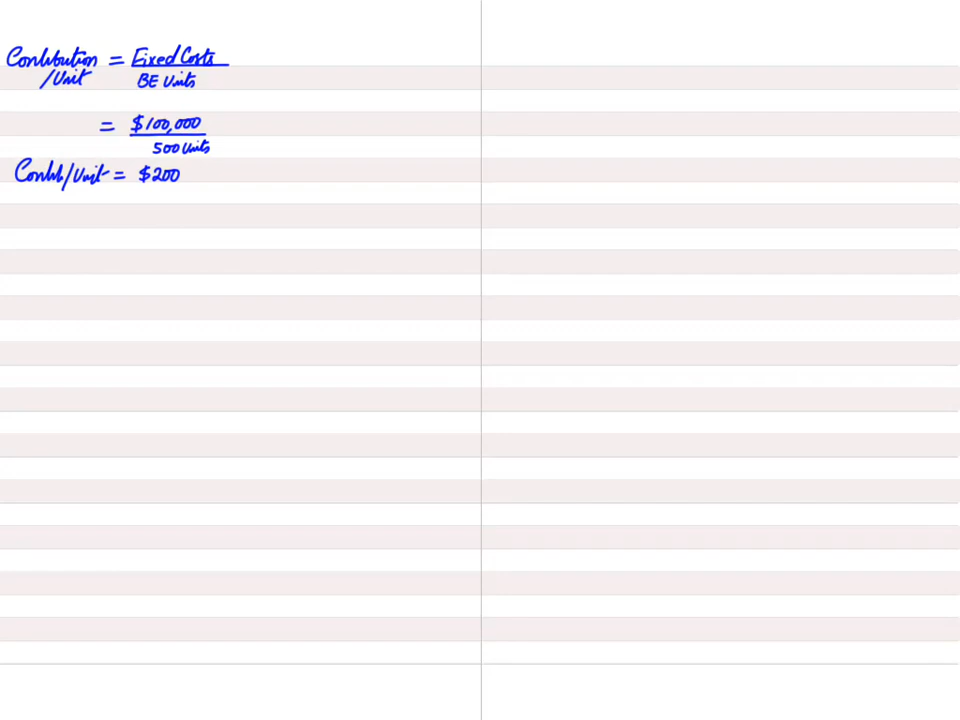 Contribution = Fixed Costs
/Unit BE Units
= $100,000
500 Units
Contrib/Unit = $200